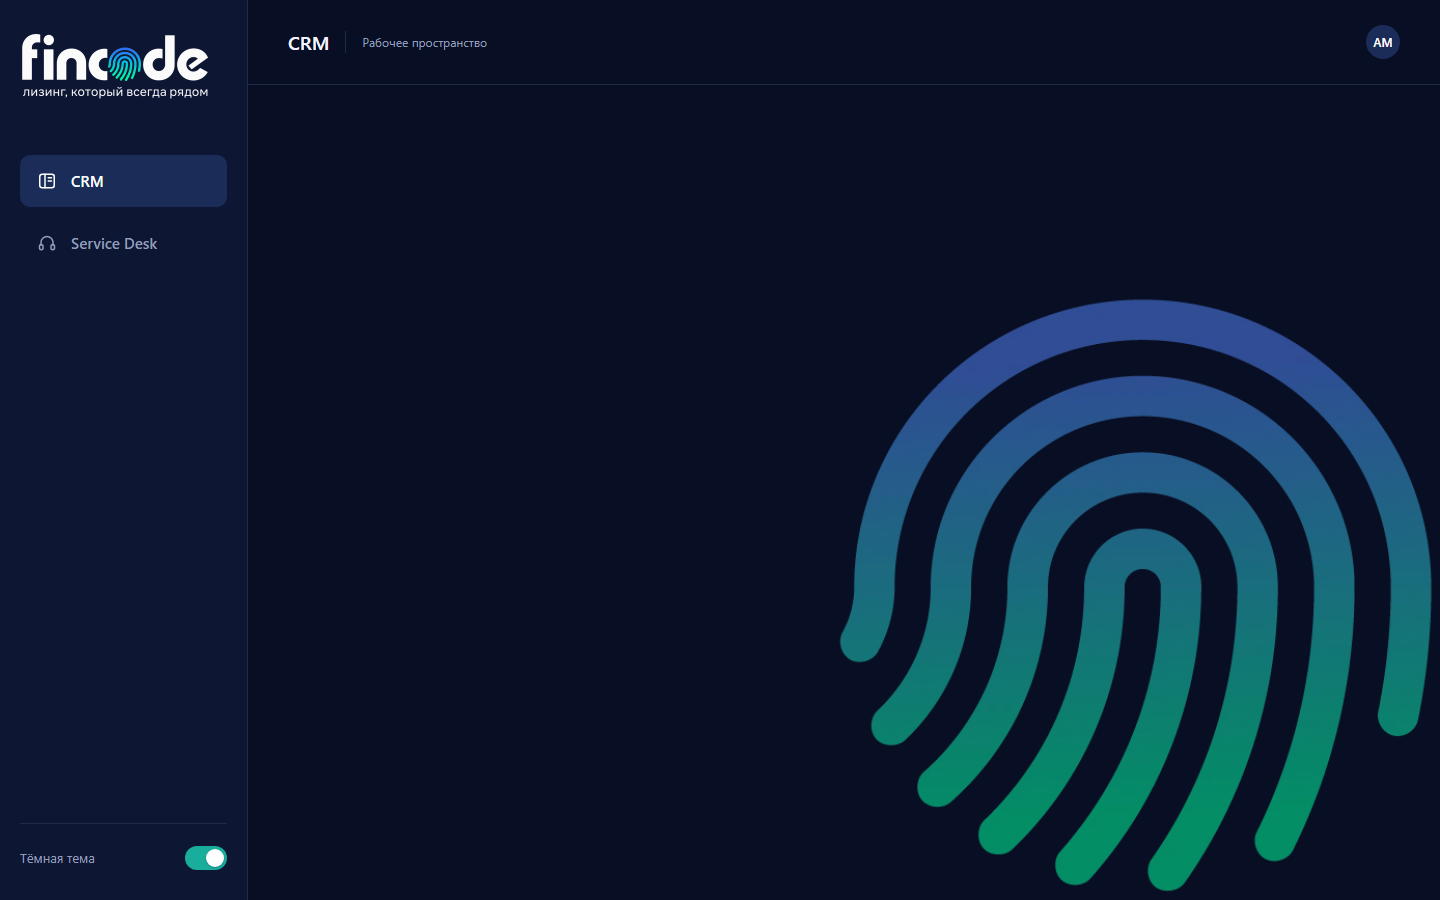 fincode
лизинг, который всегда рядом
CRM
Service Desk
Тёмная тема
CRM
Рабочее пространство
AM